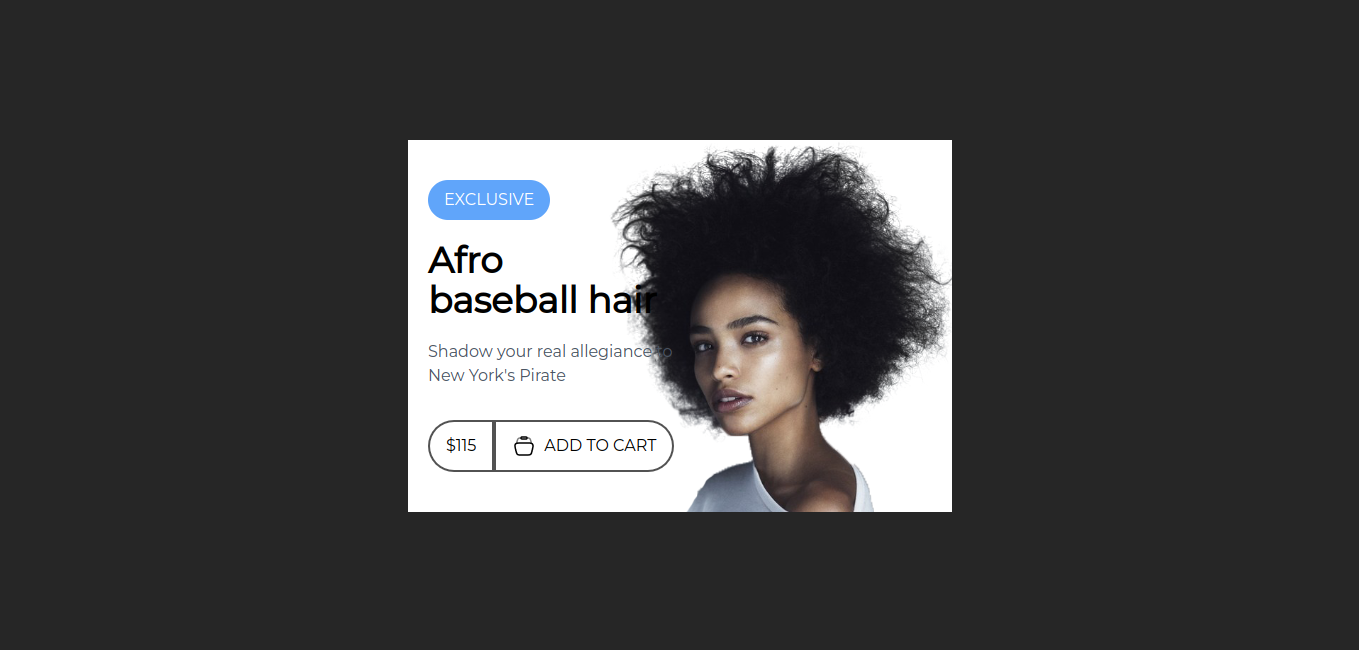 EXCLUSIVE
Afro
baseball hair
Shadow your real allegiance to
New York's Pirate
$115
ADD TO CART